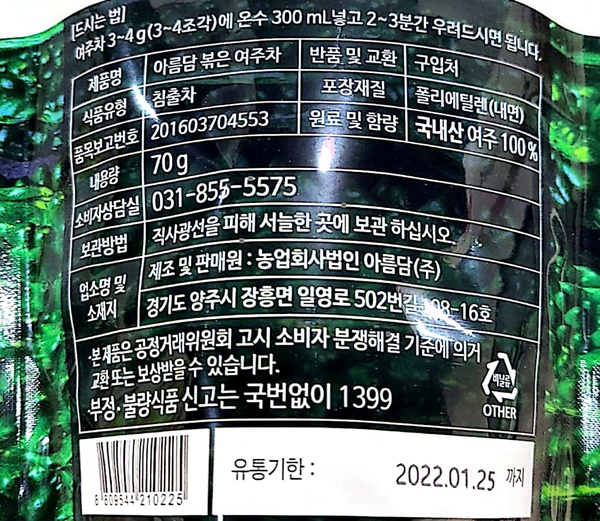 [드시는 법]
여주차 3~4g(3~4조각)에 온수 300 mL넣고 2~3분간 우려드시면 됩니다.
제품명 아름담 볶은 여주차 반품 및 교환 구입처
식품유형 침출차 포장재질 폴리에틸렌(내면)
품목보고번호 201603704553 원료 및 함량 국내산 여주 100 %
내용량 70 g
소비자상담실 031-855-5575
보관방법 직사광선을 피해 서늘한 곳에 보관 하십시오.
업소명 및 소재지 제조 및 판매원 : 농업회사법인 아름담(주)
경기도 양주시 장흥면 일영로 502번길 108-16호
·본제품은 공정거래위원회 고시 소비자 분쟁해결 기준에 의거
교환 또는 보상받을 수 있습니다.
·부정·불량식품 신고는 국번없이 1399
비닐류
OTHER
유통기한 : 2022.01.25 까지
8 809544 210225